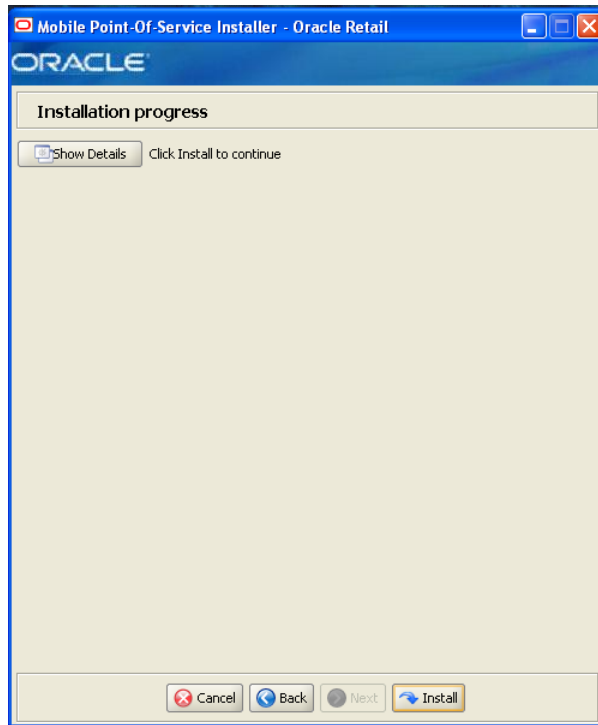 Mobile Point-Of-Service Installer - Oracle Retail
ORACLE
Installation progress
Show Details Click Install to continue
Cancel Back Next Install